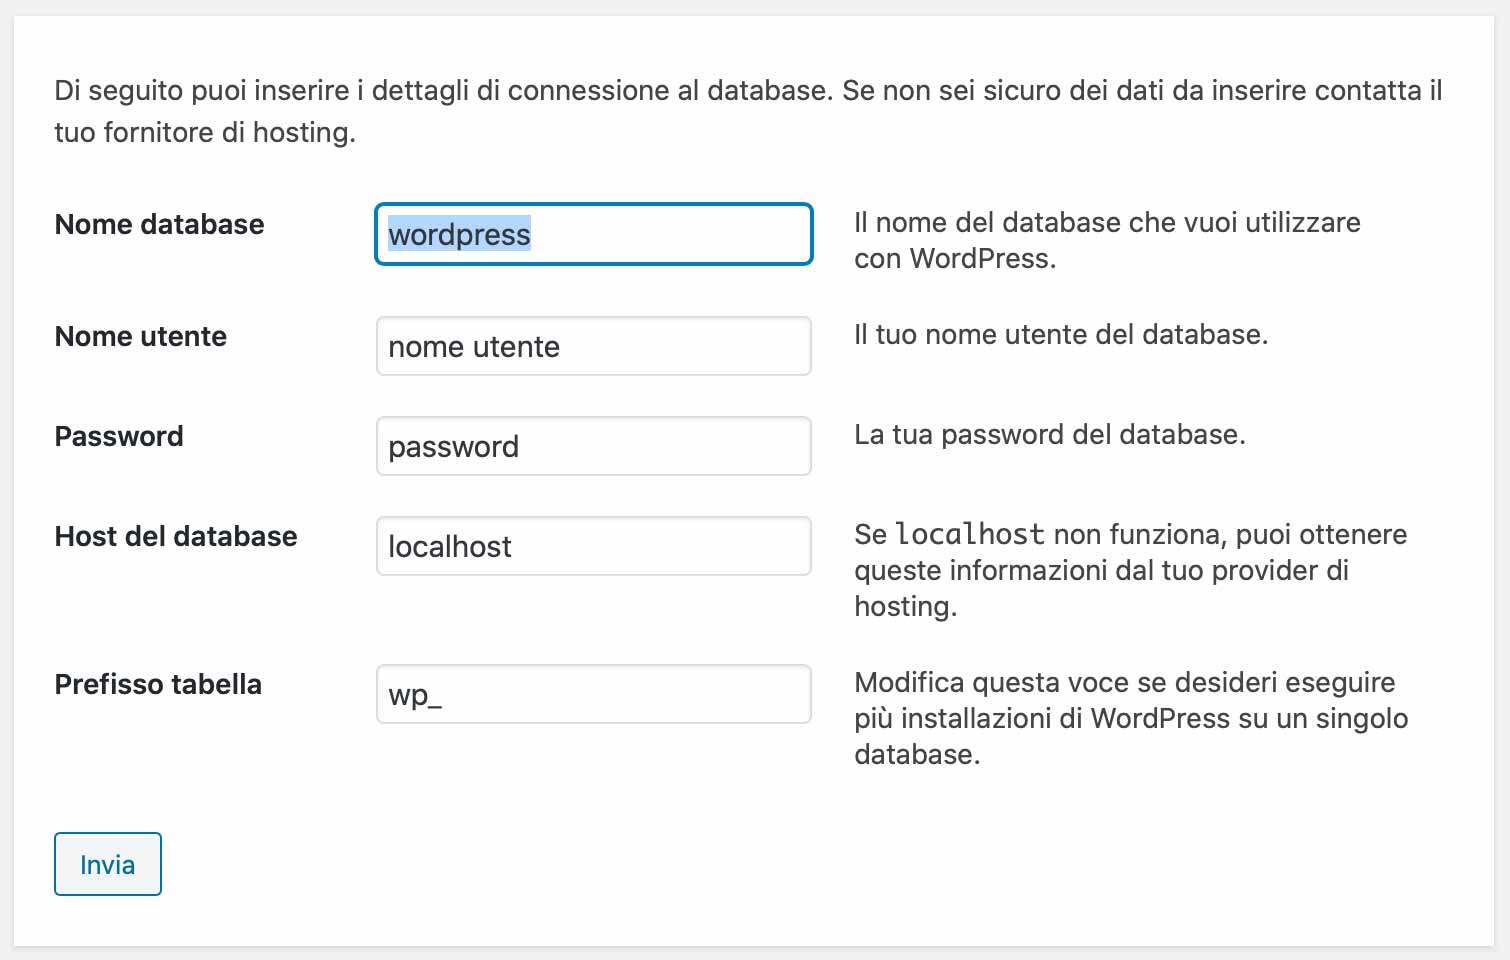 Di seguito puoi inserire i dettagli di connessione al database. Se non sei sicuro dei dati da inserire contatta il
tuo fornitore di hosting.
Nome database
wordpress
Il nome del database che vuoi utilizzare
con WordPress.
Nome utente
nome utente
Il tuo nome utente del database.
Password
password
La tua password del database.
Host del database
localhost
Se localhost non funziona, puoi ottenere
queste informazioni dal tuo provider di
hosting.
Prefisso tabella
wp_
Modifica questa voce se desideri eseguire
più installazioni di WordPress su un singolo
database.
Invia